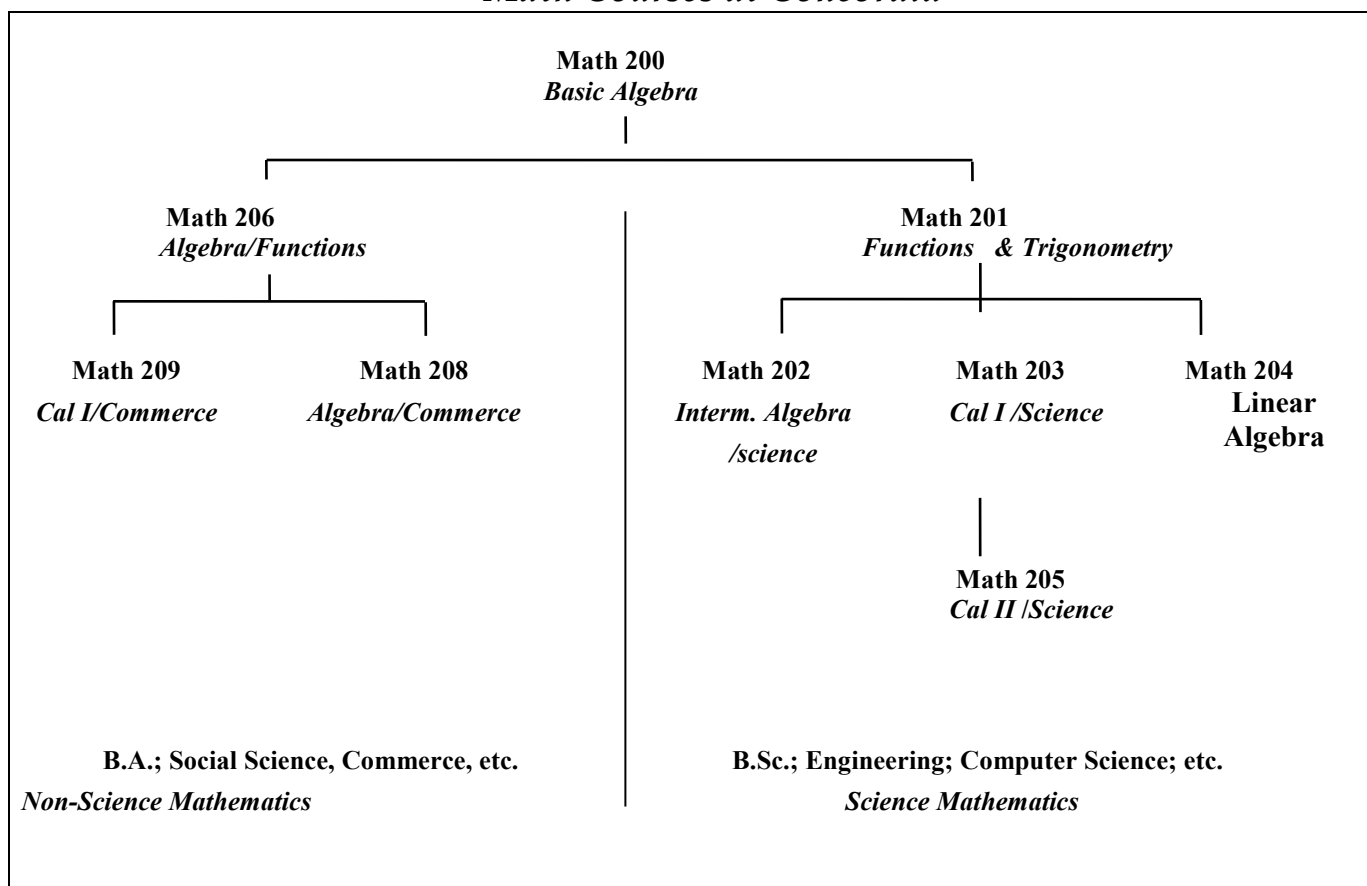 Math 200
Basic Algebra
Math 206
Algebra/Functions
Math 201
Functions & Trigonometry
Math 209
Cal I/Commerce
Math 208
Algebra/Commerce
Math 202
Interm. Algebra
/science
Math 203
Cal I /Science
Math 204
Linear
Algebra
Math 205
Cal II /Science
B.A.; Social Science, Commerce, etc.
Non-Science Mathematics
B.Sc.; Engineering; Computer Science; etc.
Science Mathematics